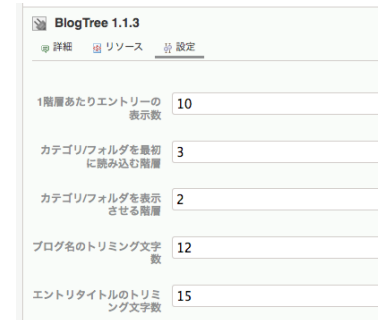 BlogTree 1.1.3
詳細 リソース 設定
1階層あたりエントリーの
表示数
10
カテゴリ/フォルダを最初
に読み込む階層
3
カテゴリ/フォルダを表示
させる階層
2
ブログ名のトリミング文字
数
12
エントリタイトルのトリミ
ング文字数
15